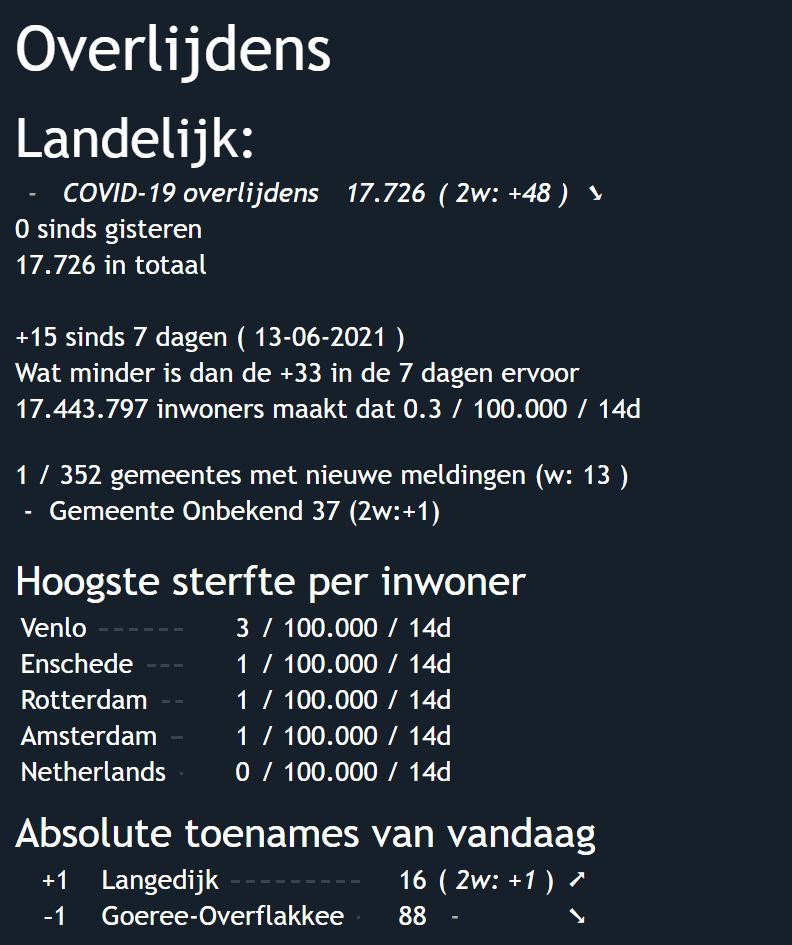 Overlijdens
Landelijk:
- COVID-19 overlijdens 17.726 ( 2w: +48 ) ➘
0 sinds gisteren
17.726 in totaal
+15 sinds 7 dagen ( 13-06-2021 )
Wat minder is dan de +33 in de 7 dagen ervoor
17.443.797 inwoners maakt dat 0.3 / 100.000 / 14d
1 / 352 gemeentes met nieuwe meldingen (w: 13 )
- Gemeente Onbekend 37 (2w:+1)
Hoogste sterfte per inwoner
Venlo ------ 3 / 100.000 / 14d
Enschede --- 1 / 100.000 / 14d
Rotterdam -- 1 / 100.000 / 14d
Amsterdam – 1 / 100.000 / 14d
Netherlands · 0 / 100.000 / 14d
Absolute toenames van vandaag
+1 Langedijk --------- 16 ( 2w: +1 ) ➚
-1 Goeree-Overflakkee · 88 - ➘